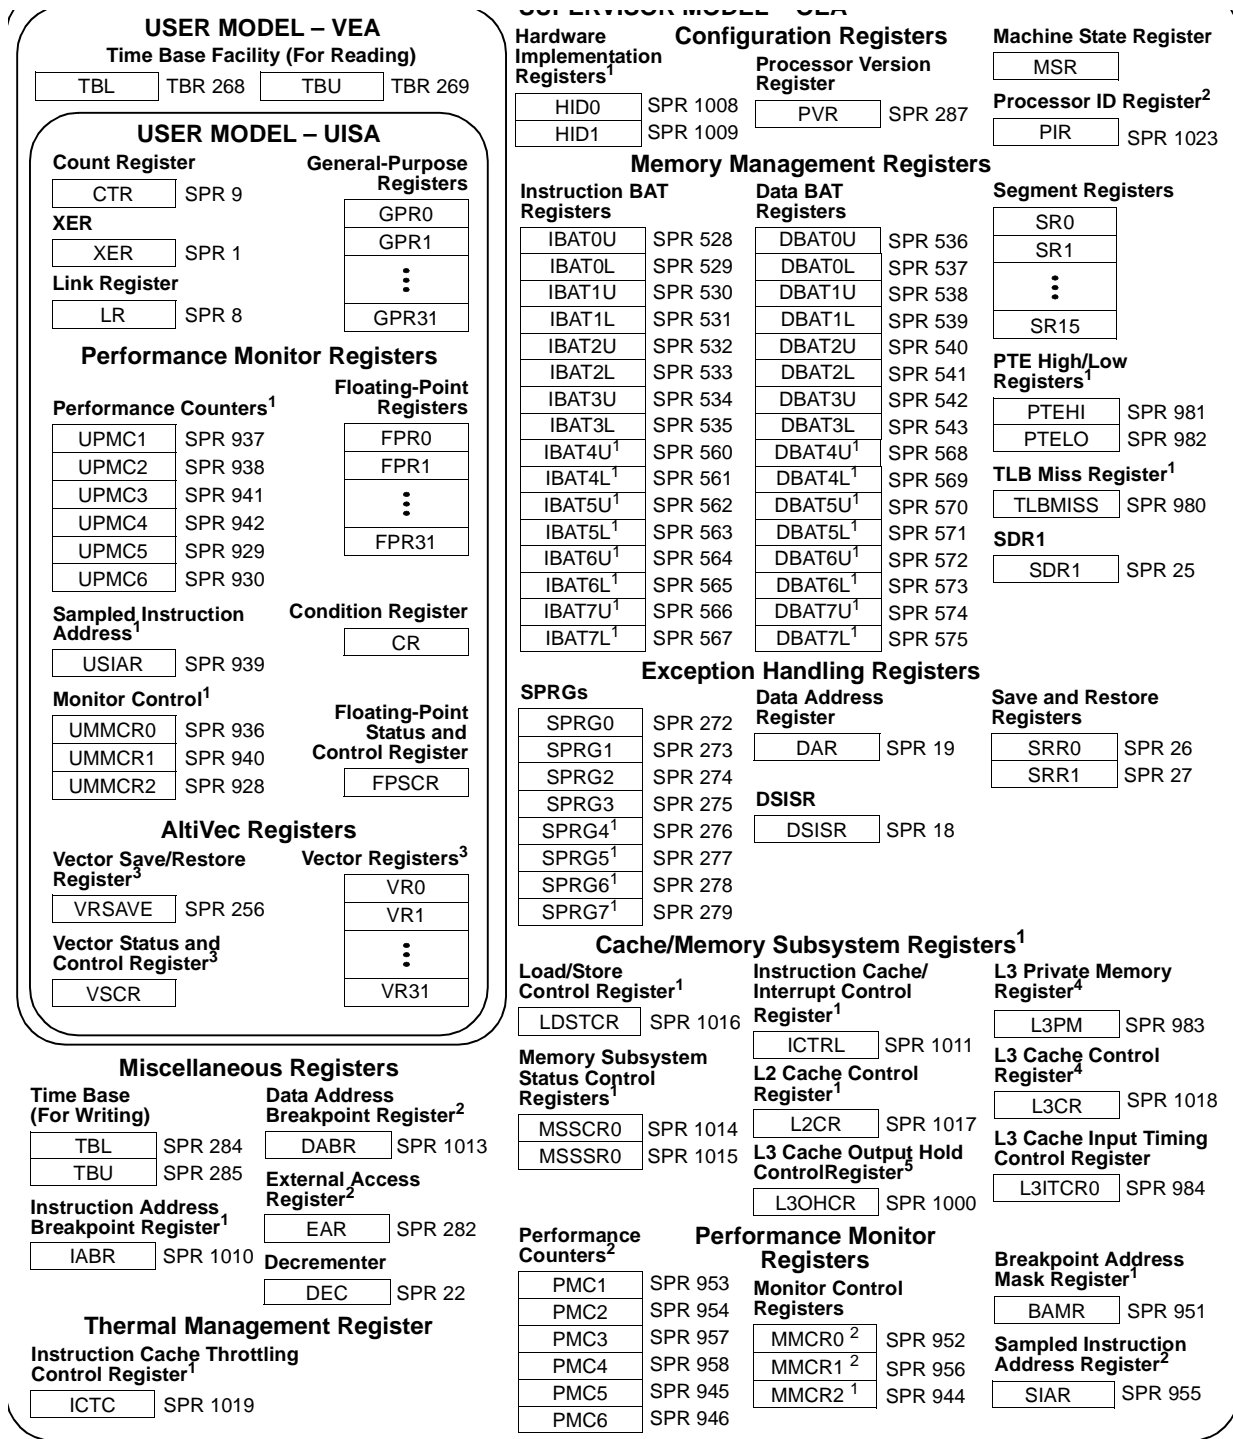 USER MODEL – VEA
Time Base Facility (For Reading)
TBL TBR 268 TBU TBR 269
USER MODEL – UISA
Count Register
CTR SPR 9
XER
XER SPR 1
Link Register
LR SPR 8
General-Purpose
Registers
GPR0
GPR1
GPR31
Performance Monitor Registers
Performance Counters1
UPMC1 SPR 937
UPMC2 SPR 938
UPMC3 SPR 941
UPMC4 SPR 942
UPMC5 SPR 929
UPMC6 SPR 930
Floating-Point
Registers
FPR0
FPR1
FPR31
Sampled Instruction
Address1
USIAR SPR 939
Condition Register
CR
Monitor Control1
UMMCR0 SPR 936
UMMCR1 SPR 940
UMMCR2 SPR 928
Floating-Point
Status and
Control Register
FPSCR
AltiVec Registers
Vector Save/Restore
Register3
VRSAVE SPR 256
Vector Status and
Control Register3
VSCR
Vector Registers3
VR0
VR1
VR31
Miscellaneous Registers
Time Base
(For Writing)
TBL SPR 284
TBU SPR 285
Instruction Address
Breakpoint Register1
IABR SPR 1010
Data Address
Breakpoint Register2
DABR SPR 1013
External Access
Register2
EAR SPR 282
Decrementer
DEC SPR 22
Thermal Management Register
Instruction Cache Throttling
Control Register1
ICTC SPR 1019
SUPERVISOR MODEL – OEA
Configuration Registers
Hardware
Implementation
Registers1
HID0 SPR 1008
HID1 SPR 1009
Processor Version
Register
PVR SPR 287
Machine State Register
MSR
Processor ID Register2
PIR SPR 1023
Memory Management Registers
Instruction BAT
Registers
IBAT0U SPR 528
IBAT0L SPR 529
IBAT1U SPR 530
IBAT1L SPR 531
IBAT2U SPR 532
IBAT2L SPR 533
IBAT3U SPR 534
IBAT3L SPR 535
IBAT4U1 SPR 560
IBAT4L1 SPR 561
IBAT5U1 SPR 562
IBAT5L1 SPR 563
IBAT6U1 SPR 564
IBAT6L1 SPR 565
IBAT7U1 SPR 566
IBAT7L1 SPR 567
Data BAT
Registers
DBAT0U SPR 536
DBAT0L SPR 537
DBAT1U SPR 538
DBAT1L SPR 539
DBAT2U SPR 540
DBAT2L SPR 541
DBAT3U SPR 542
DBAT3L SPR 543
DBAT4U1 SPR 568
DBAT4L1 SPR 569
DBAT5U1 SPR 570
DBAT5L1 SPR 571
DBAT6U1 SPR 572
DBAT6L1 SPR 573
DBAT7U1 SPR 574
DBAT7L1 SPR 575
Segment Registers
SR0
SR1
SR15
PTE High/Low
Registers1
PTEHI SPR 981
PTELO SPR 982
TLB Miss Register1
TLBMISS SPR 980
SDR1
SDR1 SPR 25
Exception Handling Registers
SPRGs
SPRG0 SPR 272
SPRG1 SPR 273
SPRG2 SPR 274
SPRG3 SPR 275
SPRG41 SPR 276
SPRG51 SPR 277
SPRG61 SPR 278
SPRG71 SPR 279
Data Address
Register
DAR SPR 19
DSISR
DSISR SPR 18
Save and Restore
Registers
SRR0 SPR 26
SRR1 SPR 27
Cache/Memory Subsystem Registers1
Load/Store
Control Register1
LDSTCR SPR 1016
Memory Subsystem
Status Control
Registers1
MSSCR0 SPR 1014
MSSSR0 SPR 1015
Instruction Cache/
Interrupt Control
Register1
ICTRL SPR 1011
L2 Cache Control
Register1
L2CR SPR 1017
L3 Cache Output Hold
ControlRegister5
L3OHCR SPR 1000
L3 Private Memory
Register4
L3PM SPR 983
L3 Cache Control
Register4
L3CR SPR 1018
L3 Cache Input Timing
Control Register
L3ITCR0 SPR 984
Performance Monitor
Registers
Performance
Counters2
PMC1 SPR 953
PMC2 SPR 954
PMC3 SPR 957
PMC4 SPR 958
PMC5 SPR 945
PMC6 SPR 946
Monitor Control
Registers
MMCR0 2 SPR 952
MMCR1 2 SPR 956
MMCR2 1 SPR 944
Breakpoint Address
Mask Register1
BAMR SPR 951
Sampled Instruction
Address Register2
SIAR SPR 955